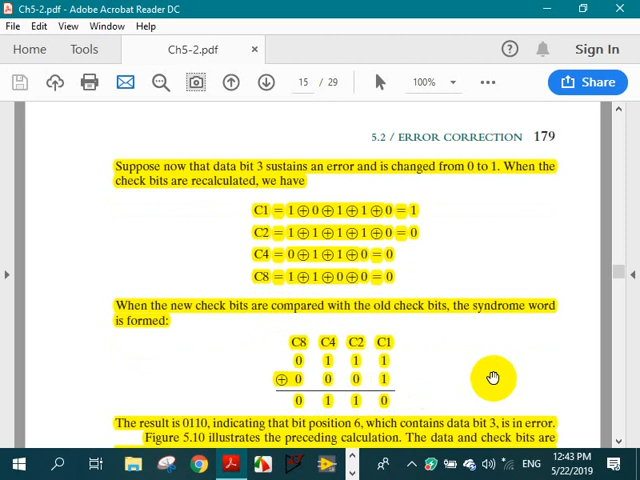 Ch5-2.pdf - Adobe Acrobat Reader DC
File Edit View Window Help
Home Tools Ch5-2.pdf × Sign In
15 / 29 100% Share
5.2 / ERROR CORRECTION 179
Suppose now that data bit 3 sustains an error and is changed from 0 to 1. When the
check bits are recalculated, we have
C1 = 1 ⊕ 0 ⊕ 1 ⊕ 1 ⊕ 0 = 1
C2 = 1 ⊕ 1 ⊕ 1 ⊕ 1 ⊕ 0 = 0
C4 = 0 ⊕ 1 ⊕ 1 ⊕ 0 = 0
C8 = 1 ⊕ 1 ⊕ 0 ⊕ 0 = 0
When the new check bits are compared with the old check bits, the syndrome word
is formed:
C8 C4 C2 C1
0 1 1 1
⊕ 0 0 0 1
0 1 1 0
The result is 0110, indicating that bit position 6, which contains data bit 3, is in error.
Figure 5.10 illustrates the preceding calculation. The data and check bits are
12:43 PM
ENG
5/22/2019